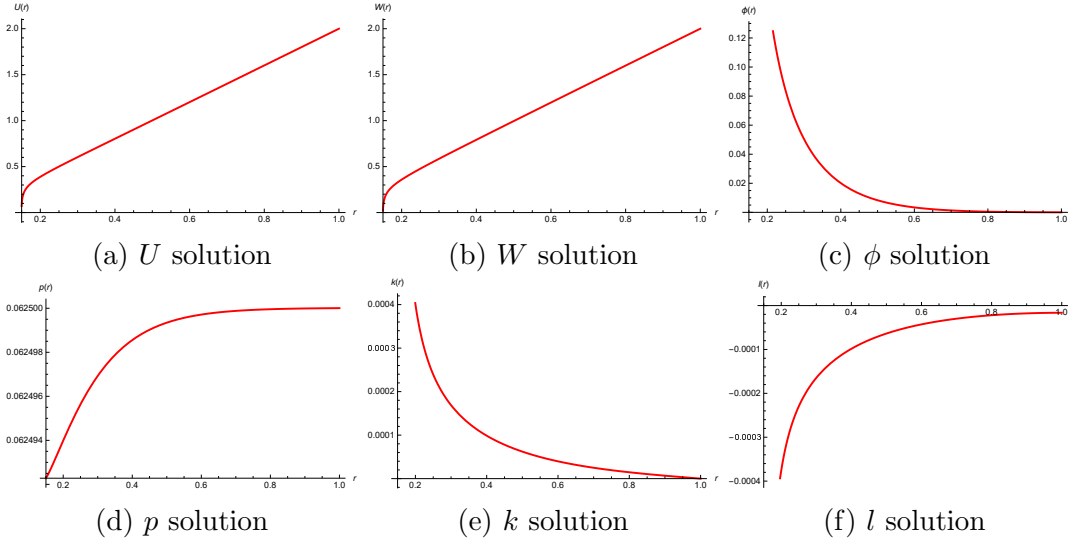 U(r)
2.0
1.5
1.0
0.5
0.2 0.4 0.6 0.8 1.0 r
(a) U solution
W(r)
2.0
1.5
1.0
0.5
0.2 0.4 0.6 0.8 1.0 r
(b) W solution
ϕ(r)
0.12
0.10
0.08
0.06
0.04
0.02
0.2 0.4 0.6 0.8 1.0 r
(c) ϕ solution
p(r)
0.062500
0.062498
0.062496
0.062494
0.2 0.4 0.6 0.8 1.0 r
(d) p solution
k(r)
0.0004
0.0003
0.0002
0.0001
0.2 0.4 0.6 0.8 1.0 r
(e) k solution
l(r)
0.2 0.4 0.6 0.8 1.0 r
-0.0001
-0.0002
-0.0003
-0.0004
(f) l solution